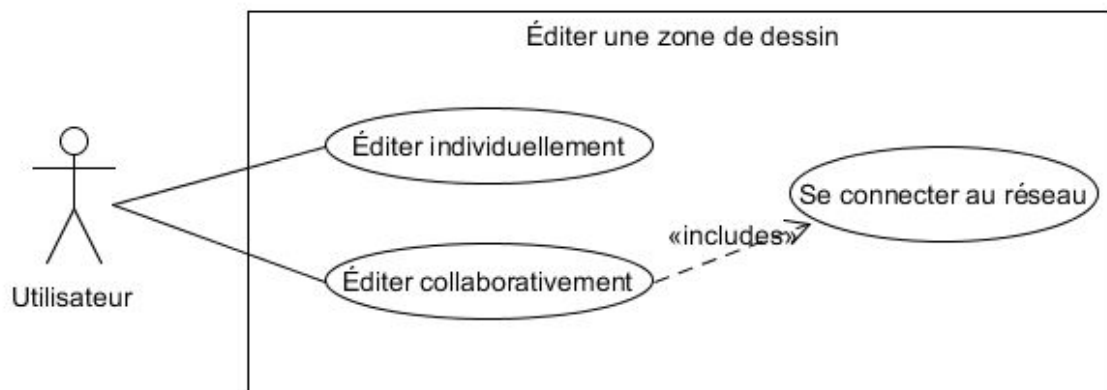 Éditer une zone de dessin
Éditer individuellement
Se connecter au réseau
«includes»
Éditer collaborativement
Utilisateur